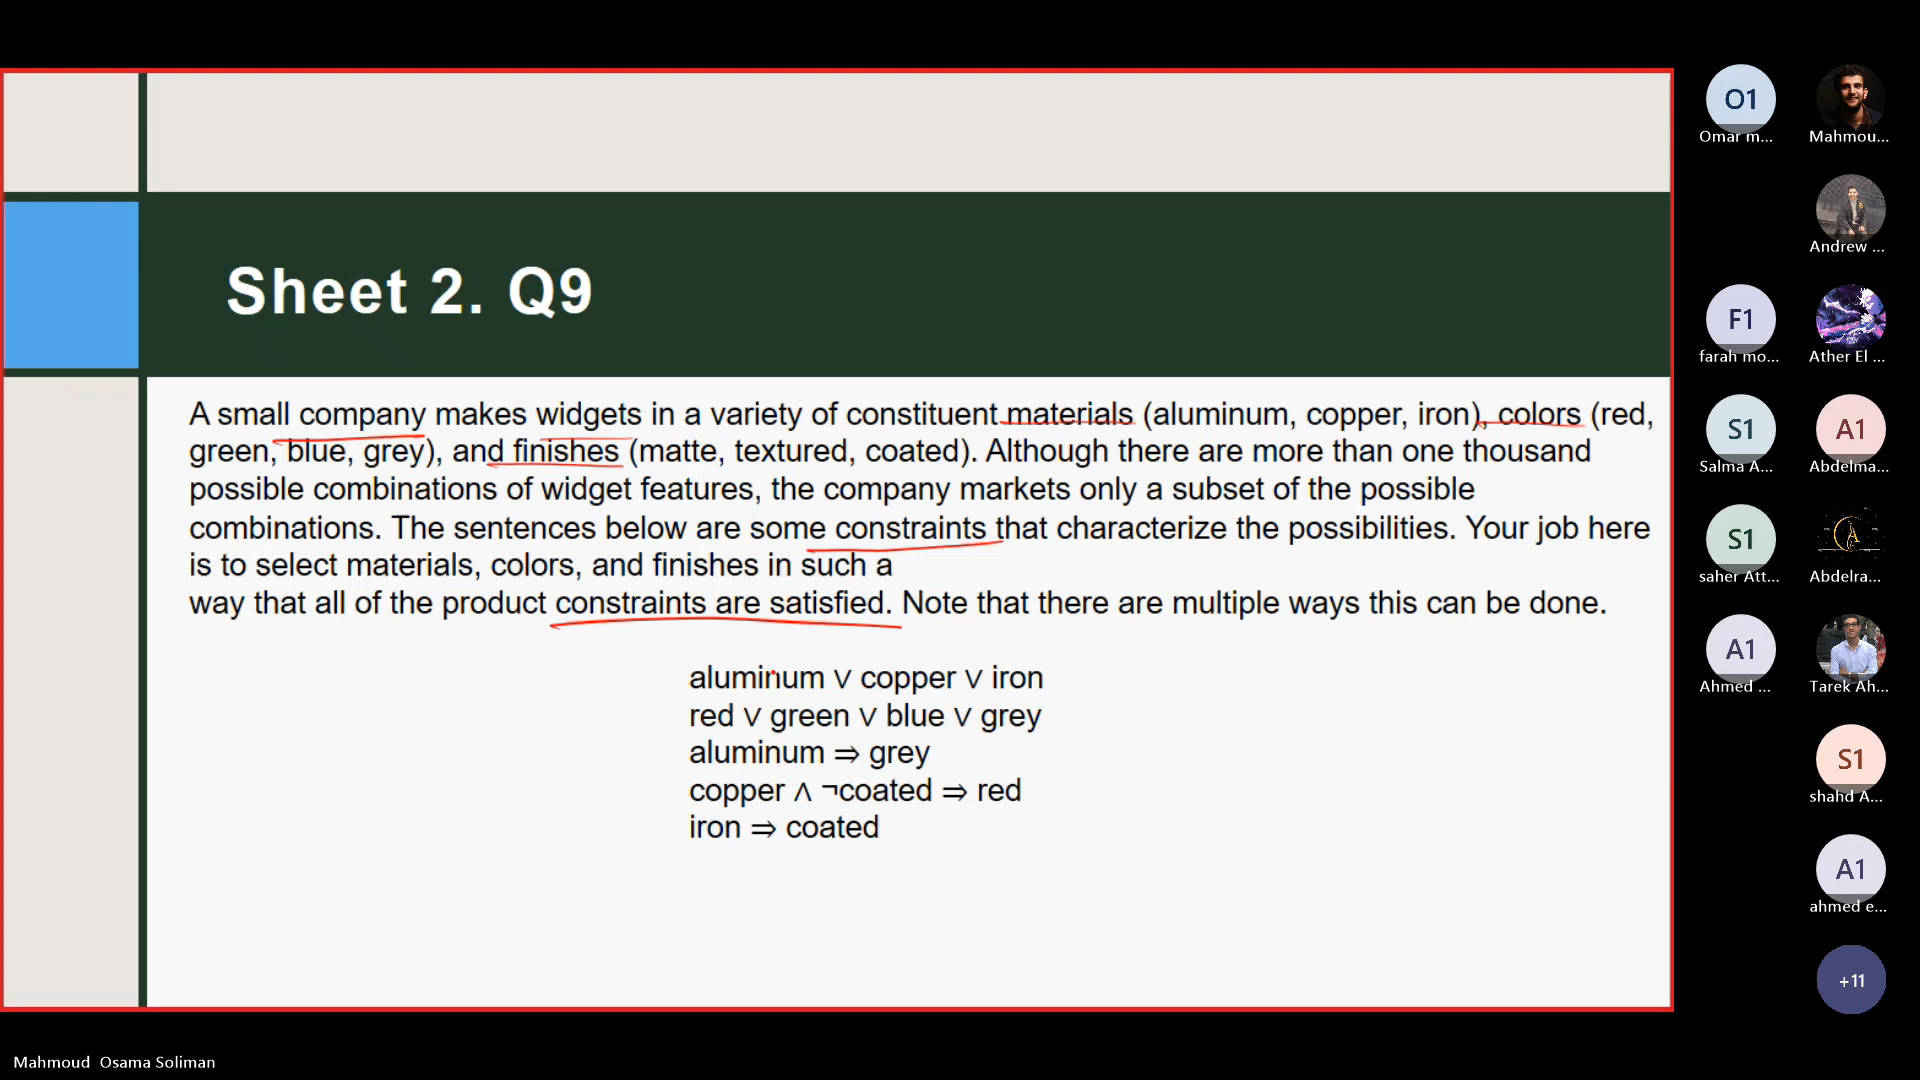 Sheet 2. Q9
A small company makes widgets in a variety of constituent materials (aluminum, copper, iron), colors (red,
green, blue, grey), and finishes (matte, textured, coated). Although there are more than one thousand
possible combinations of widget features, the company markets only a subset of the possible
combinations. The sentences below are some constraints that characterize the possibilities. Your job here
is to select materials, colors, and finishes in such a
way that all of the product constraints are satisfied. Note that there are multiple ways this can be done.
aluminum ∨ copper ∨ iron
red ∨ green ∨ blue ∨ grey
aluminum ⇒ grey
copper ∧ ¬coated ⇒ red
iron ⇒ coated
O1
Omar m...
Mahmou...
Andrew ...
F1
farah mo...
Ather El ...
S1
Salma A...
A1
Abdelma...
S1
saher Att...
A
Abdelra...
A1
Ahmed ...
Tarek Ah...
S1
shahd A...
A1
ahmed e...
+11
Mahmoud Osama Soliman